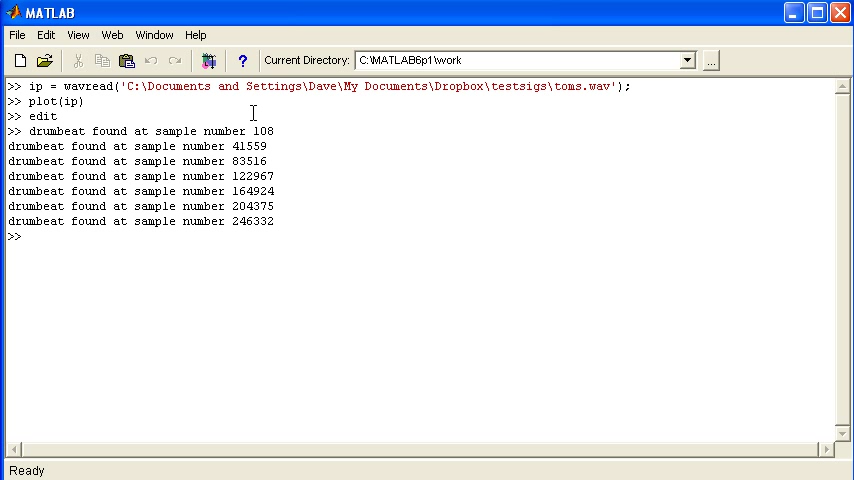 MATLAB
File Edit View Web Window Help
? Current Directory: C:\MATLAB6p1\work ...
>> ip = wavread('C:\Documents and Settings\Dave\My Documents\Dropbox\testsigs\toms.wav');
>> plot(ip)
>> edit
>> drumbeat found at sample number 108
drumbeat found at sample number 41559
drumbeat found at sample number 83516
drumbeat found at sample number 122967
drumbeat found at sample number 164924
drumbeat found at sample number 204375
drumbeat found at sample number 246332
>>
Ready